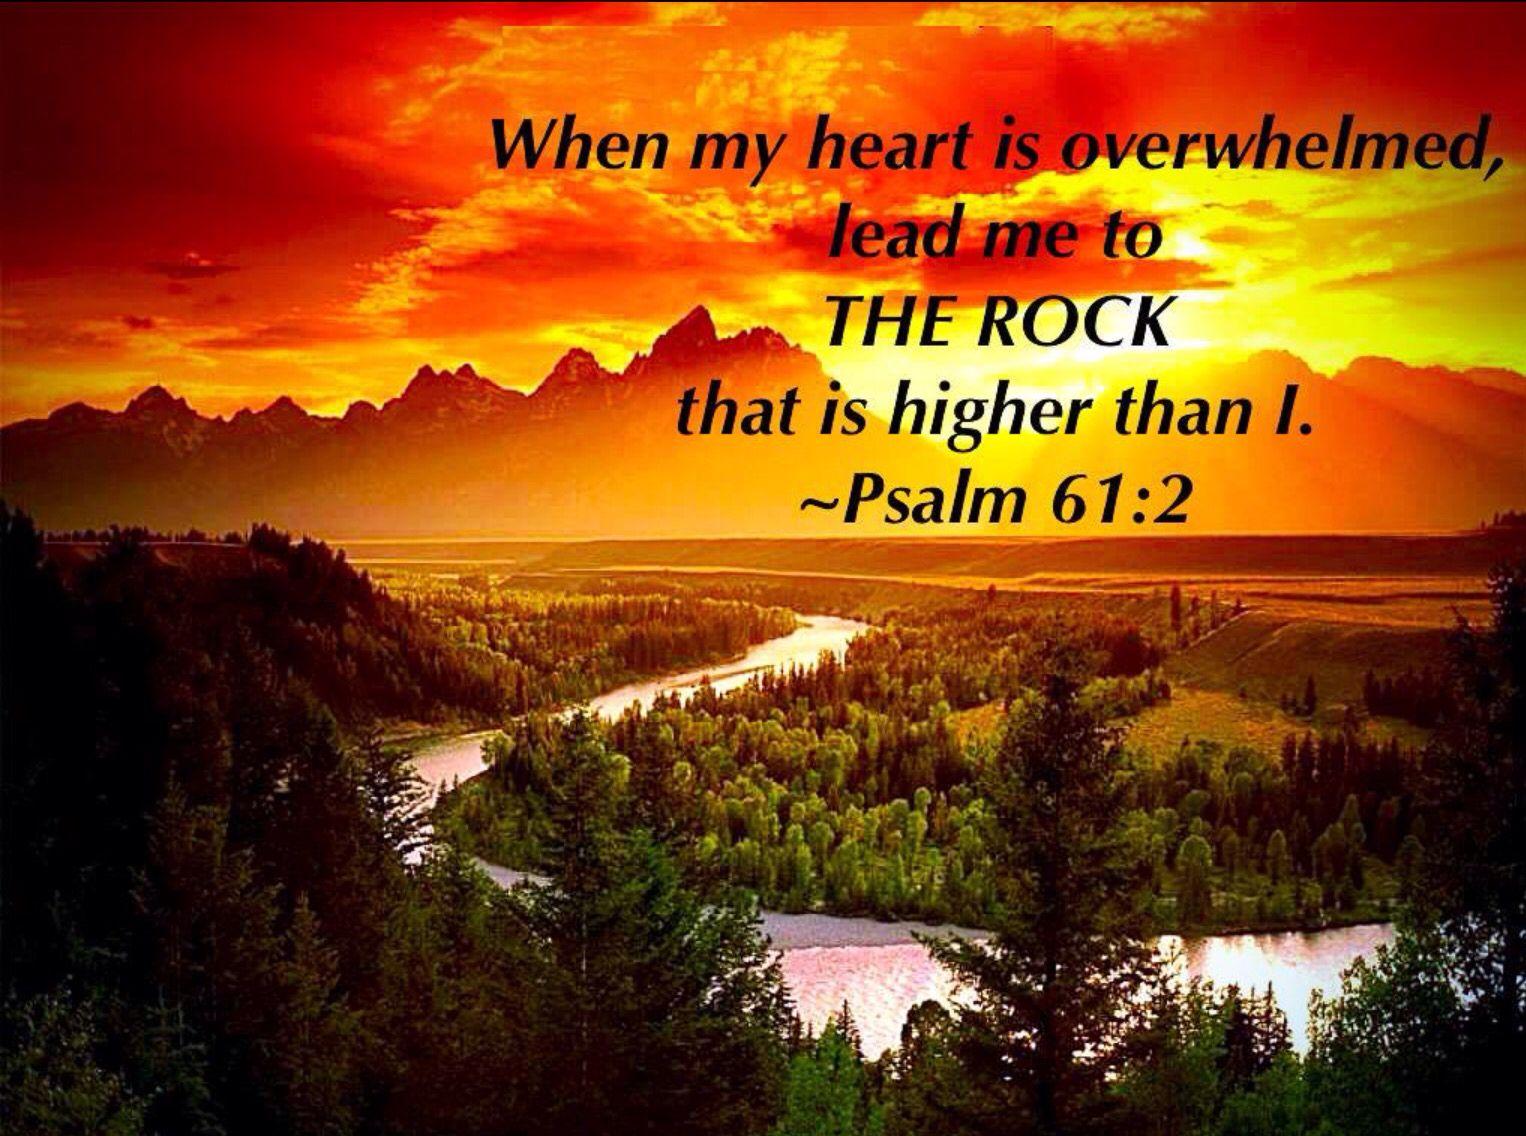 When my heart is overwhelmed,
lead me to
THE ROCK
that is higher than I.
~Psalm 61:2